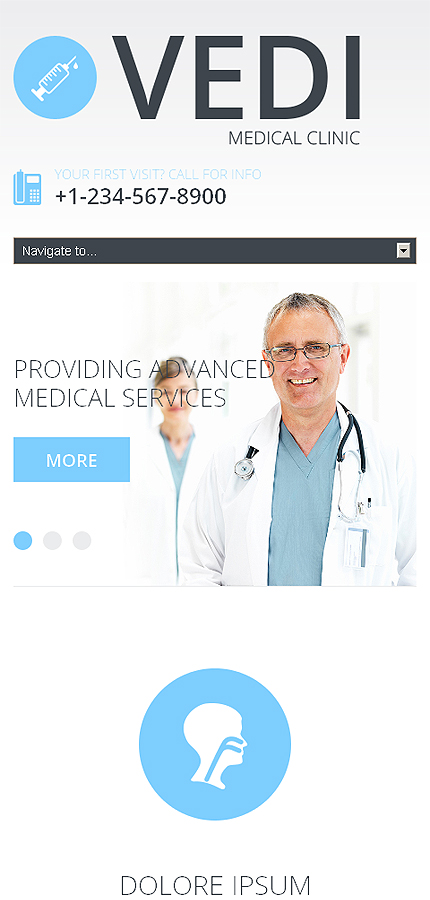 VEDI
MEDICAL CLINIC
YOUR FIRST VISIT? CALL FOR INFO
+1-234-567-8900
Navigate to...
PROVIDING ADVANCED
MEDICAL SERVICES
MORE
DOLORE IPSUM